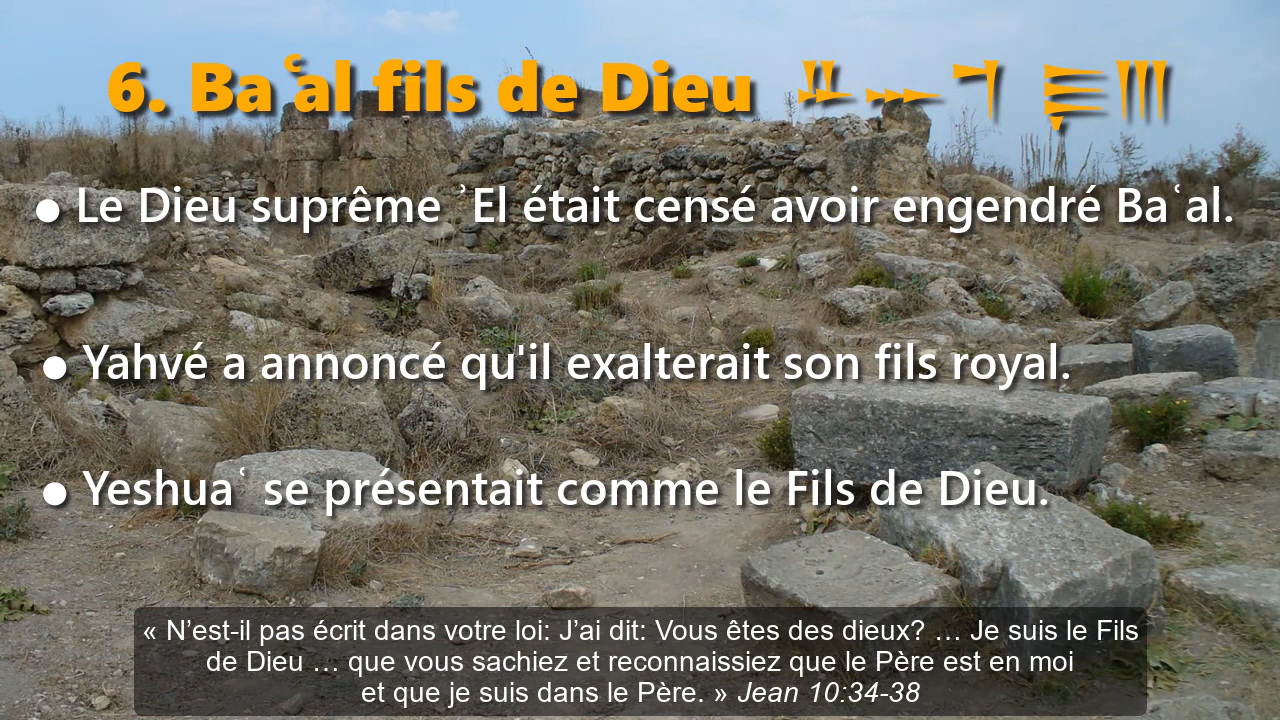 6. Baʿal fils de Dieu 𐎁𐎐𐎎 𐎛𐎍
● Le Dieu suprême ʾEl était censé avoir engendré Baʿal.
● Yahvé a annoncé qu'il exalterait son fils royal.
● Yeshuaʿ se présentait comme le Fils de Dieu.
« N’est-il pas écrit dans votre loi: J’ai dit: Vous êtes des dieux? … Je suis le Fils
de Dieu … que vous sachiez et reconnaissiez que le Père est en moi
et que je suis dans le Père. » Jean 10:34-38